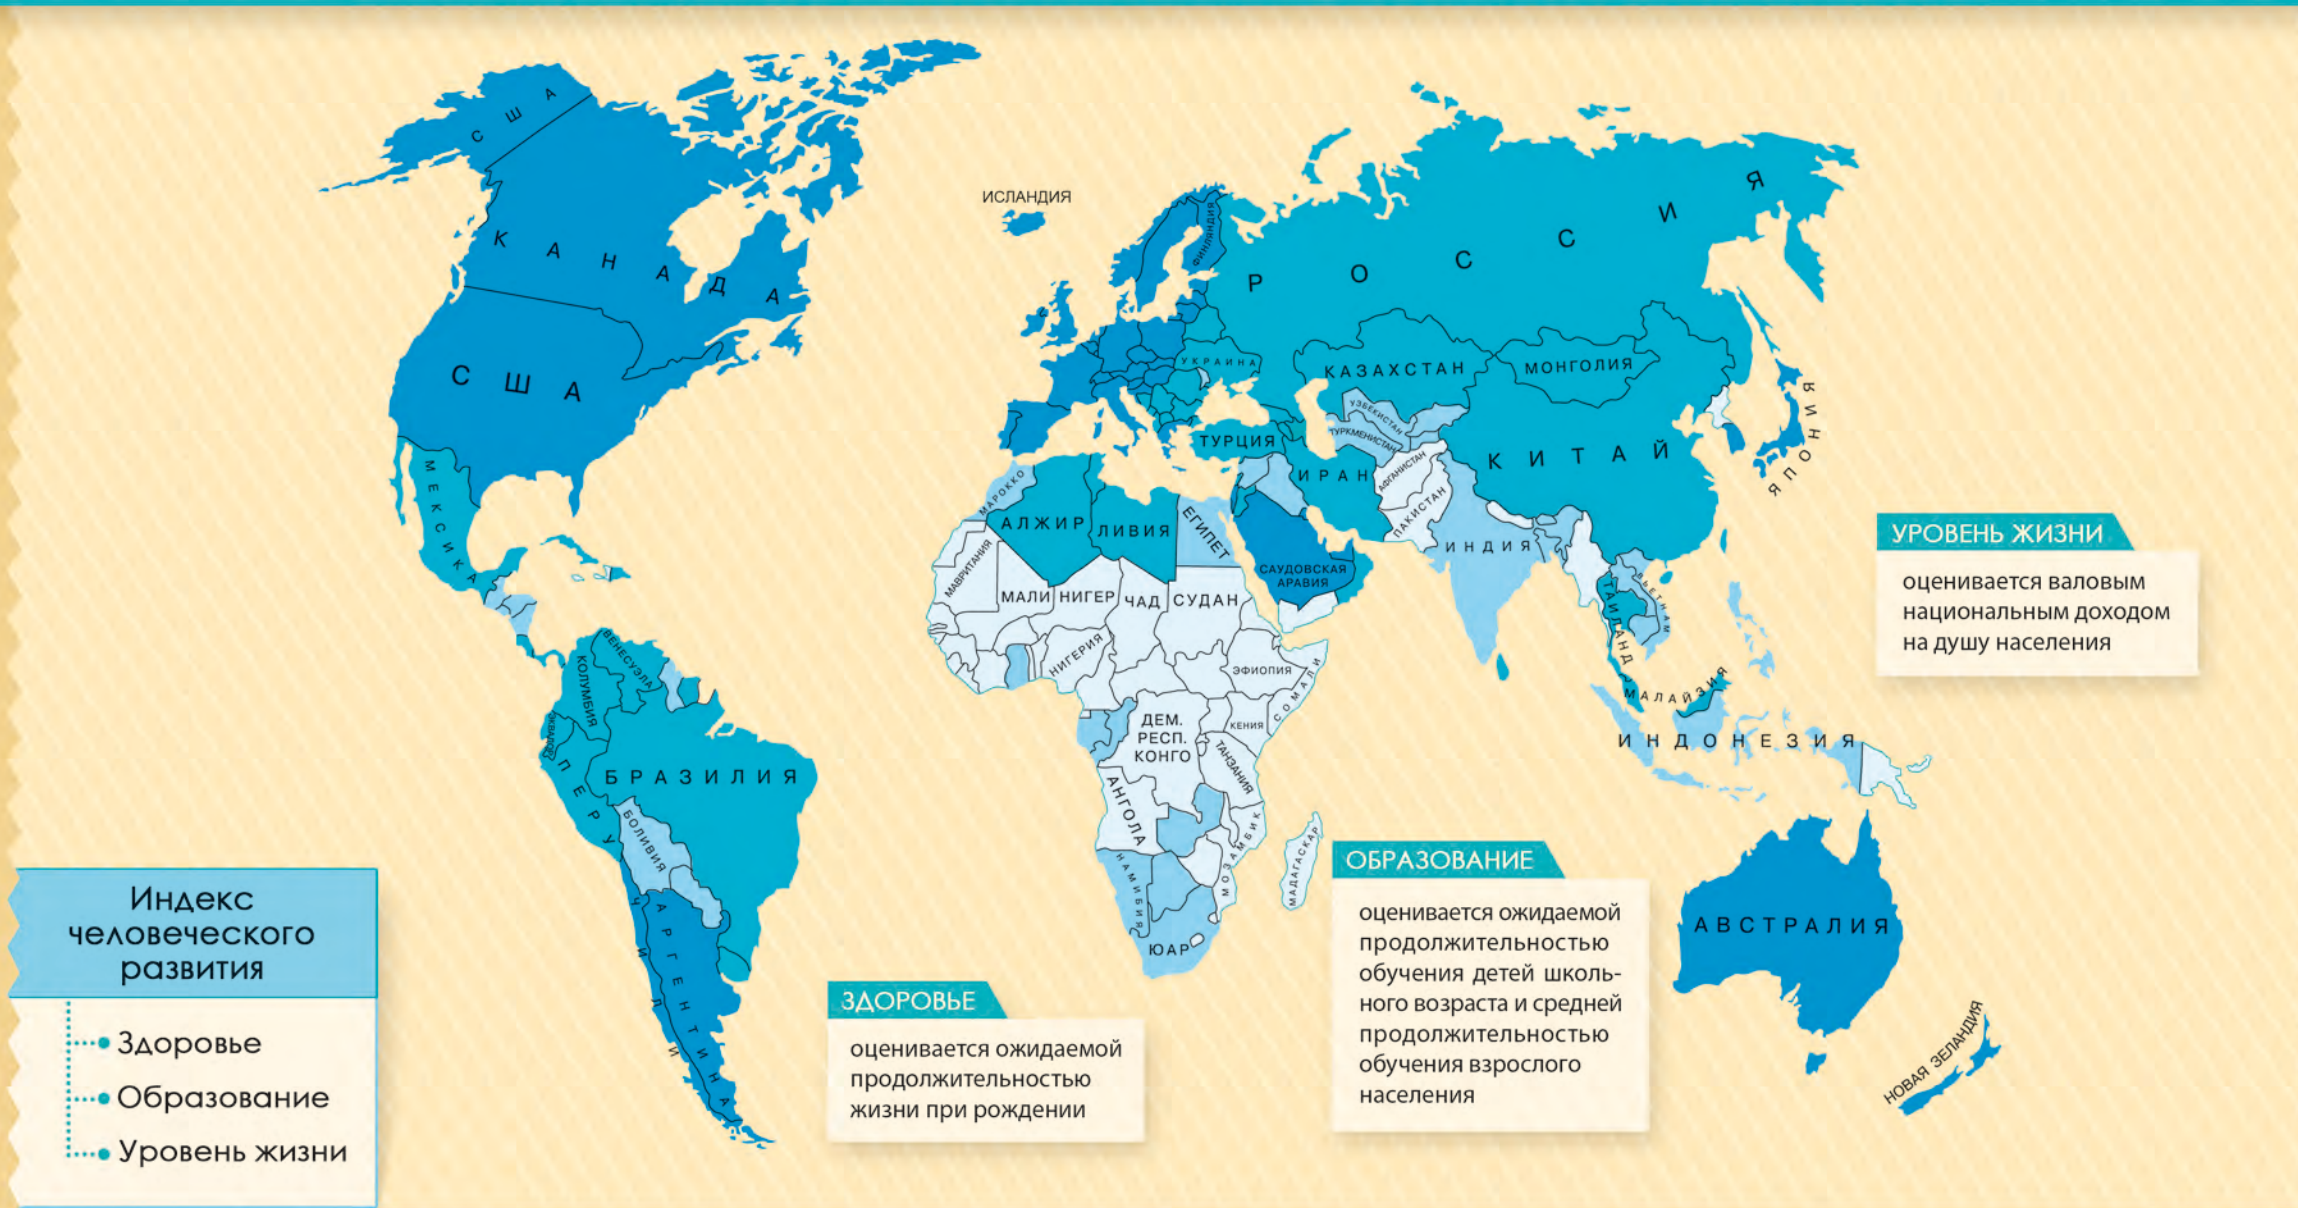 США
ИСЛАНДИЯ
ФИНЛЯНДИЯ
КАНАДА
РОССИЯ
США
УКРАИНА
КАЗАХСТАН
МОНГОЛИЯ
ЯПОНИЯ
УЗБЕКИСТАН
ТУРКМЕНИСТАН
ТУРЦИЯ
КИТАЙ
МЕКСИКА
МАРОККО
АЛЖИР
ЛИВИЯ
ЕГИПЕТ
ИРАН
АФГАНИСТАН
ПАКИСТАН
ИНДИЯ
САУДОВСКАЯ
АРАВИЯ
МАВРИТАНИЯ
МАЛИ
НИГЕР
ЧАД
СУДАН
ВЬЕТНАМ
ТАИЛАНД
НИГЕРИЯ
ЭФИОПИЯ
СОМАЛИ
ВЕНЕСУЭЛА
КОЛУМБИЯ
ЭКВАДОР
ПЕРУ
БРАЗИЛИЯ
БОЛИВИЯ
ЧИЛИ
АРГЕНТИНА
ДЕМ.
РЕСП.
КОНГО
КЕНИЯ
ТАНЗАНИЯ
АНГОЛА
МОЗАМБИК
МАДАГАСКАР
НАМИБИЯ
ЮАР
МАЛАЙЗИЯ
ИНДОНЕЗИЯ
АВСТРАЛИЯ
НОВАЯ ЗЕЛАНДИЯ
УРОВЕНЬ ЖИЗНИ
оценивается валовым
национальным доходом
на душу населения
ОБРАЗОВАНИЕ
оценивается ожидаемой
продолжительностью
обучения детей школь-
ного возраста и средней
продолжительностью
обучения взрослого
населения
ЗДОРОВЬЕ
оценивается ожидаемой
продолжительностью
жизни при рождении
Индекс
человеческого
развития
Здоровье
Образование
Уровень жизни